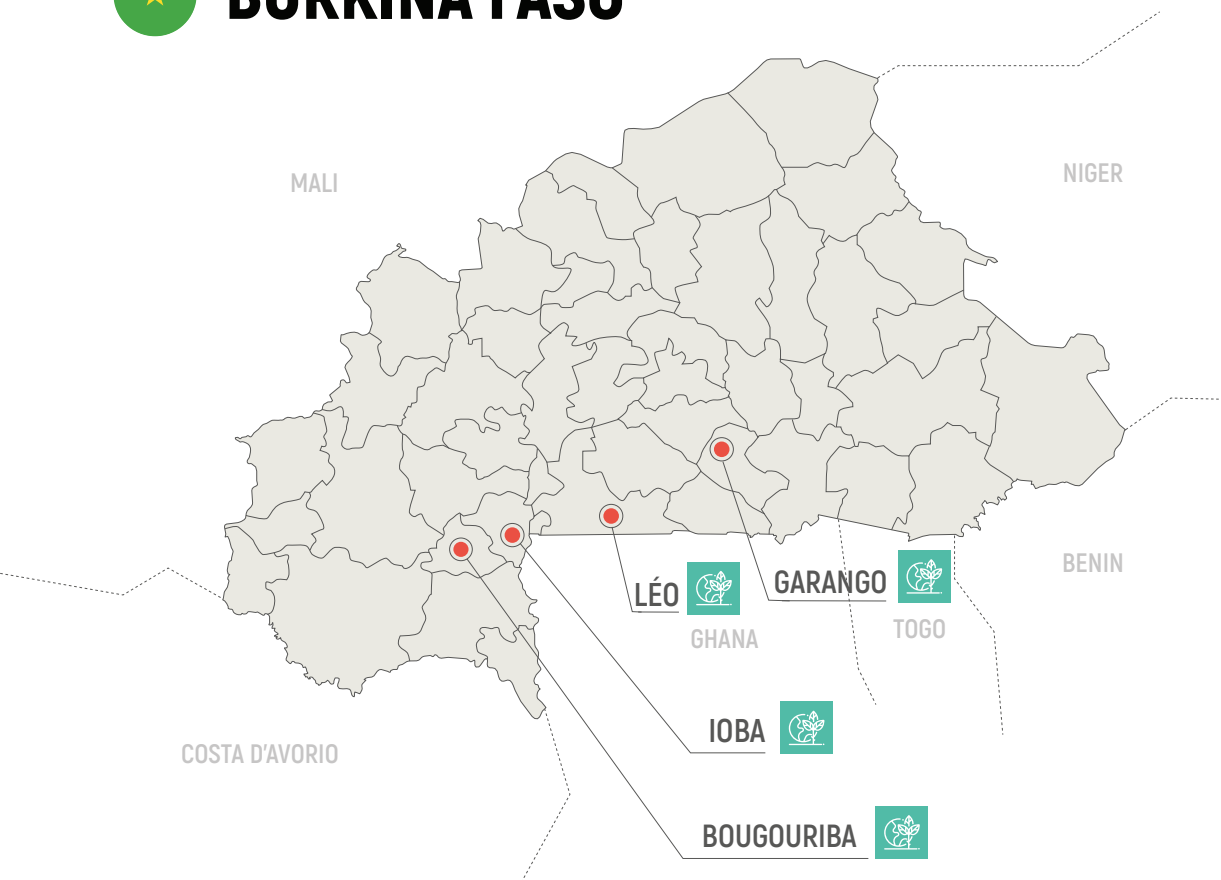 BURKINA FASO
MALI
NIGER
BENIN
LÉO
GARANGO
GHANA
TOGO
IOBA
COSTA D'AVORIO
BOUGOURIBA